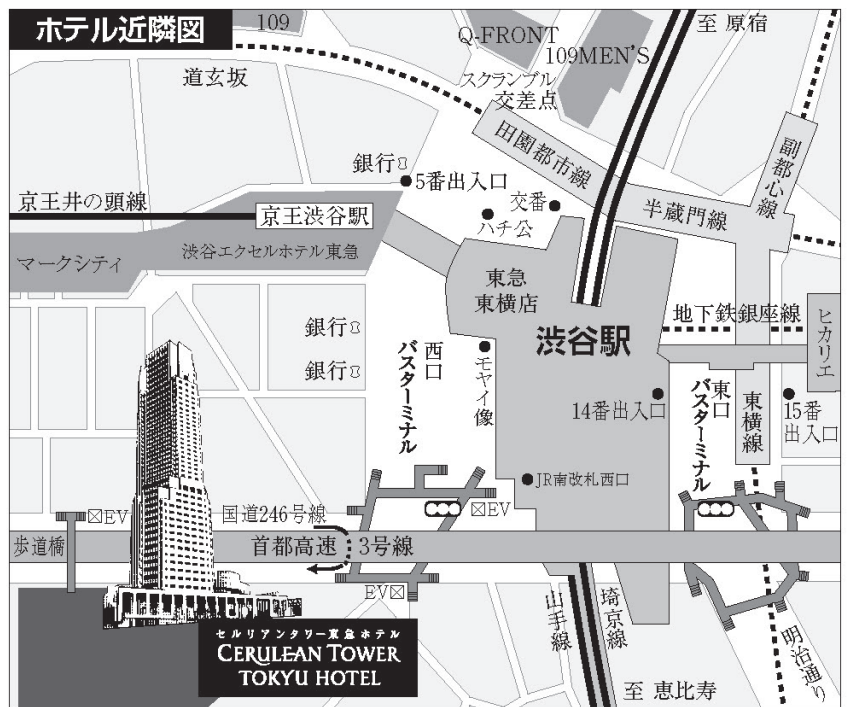 ホテル近隣図
109
Q-FRONT
109MEN'S
至 原宿
道玄坂
スクランブル
交差点
田園都市線
副都心線
銀行
5番出入口
京王井の頭線
京王渋谷駅
交番
ハチ公
半蔵門線
マークシティ
渋谷エクセルホテル東急
東急
東横店
地下鉄銀座線
ヒカリエ
渋谷駅
銀行
銀行
西口
バスターミナル
モヤイ像
14番出入口
東口
バスターミナル
東横線
15番
出入口
JR南改札西口
EV
国道246号線
EV
歩道橋
首都高速
3号線
EV
山手線
埼京線
明治通り
至 恵比寿
セルリアンタワー東急ホテル
CERULEAN TOWER
TOKYU HOTEL